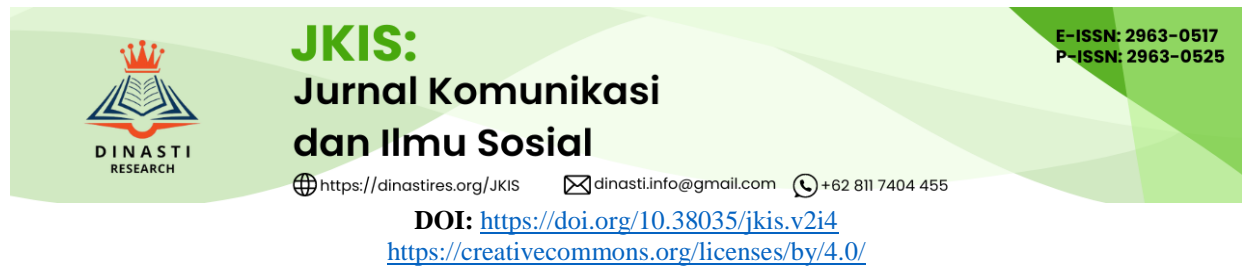 JKIS:
Jurnal Komunikasi
dan Ilmu Sosial
E-ISSN: 2963-0517
P-ISSN: 2963-0525
DINASTI
RESEARCH
https://dinastires.org/JKIS dinasti.info@gmail.com +62 811 7404 455
DOI: https://doi.org/10.38035/jkis.v2i4
https://creativecommons.org/licenses/by/4.0/